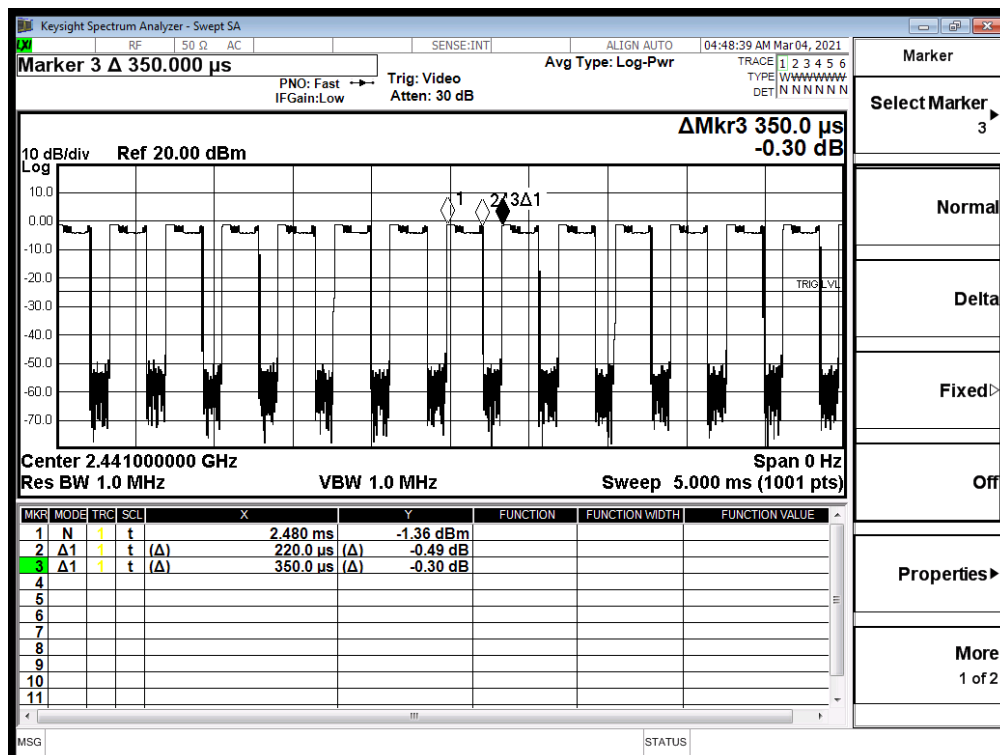 Keysight Spectrum Analyzer - Swept SA
LXI RF 50 Ω AC SENSE:INT ALIGN AUTO 04:48:39 AM Mar 04, 2021
Marker 3 Δ 350.000 µs
PNO: Fast
IFGain:Low
Trig: Video
Atten: 30 dB
Avg Type: Log-Pwr
TRACE 1 2 3 4 5 6
TYPE WWWWWW
DET N N N N N N
ΔMkr3 350.0 µs
-0.30 dB
10 dB/div Ref 20.00 dBm
Log
10.0
0.00
-10.0
-20.0
-30.0
-40.0
-50.0
-60.0
-70.0
1
2
3Δ1
TRIG LVL
Center 2.441000000 GHz Span 0 Hz
Res BW 1.0 MHz VBW 1.0 MHz Sweep 5.000 ms (1001 pts)
MKR MODE TRC SCL X Y FUNCTION FUNCTION WIDTH FUNCTION VALUE
1 N 1 t 2.480 ms -1.36 dBm
2 Δ1 1 t (Δ) 220.0 µs (Δ) -0.49 dB
3 Δ1 1 t (Δ) 350.0 µs (Δ) -0.30 dB
4
5
6
7
8
9
10
11
MSG STATUS
Marker
Select Marker
3
Normal
Delta
Fixed
Off
Properties
More
1 of 2